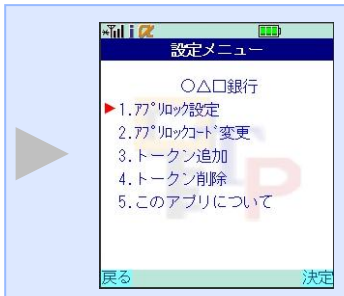 設定メニュー
○△□銀行
1.ｱﾌﾟﾘﾛｯｸ設定
2.ｱﾌﾟﾘﾛｯｸｺｰﾄﾞ変更
3.トークン追加
4.トークン削除
5.このアプリについて
戻る 決定